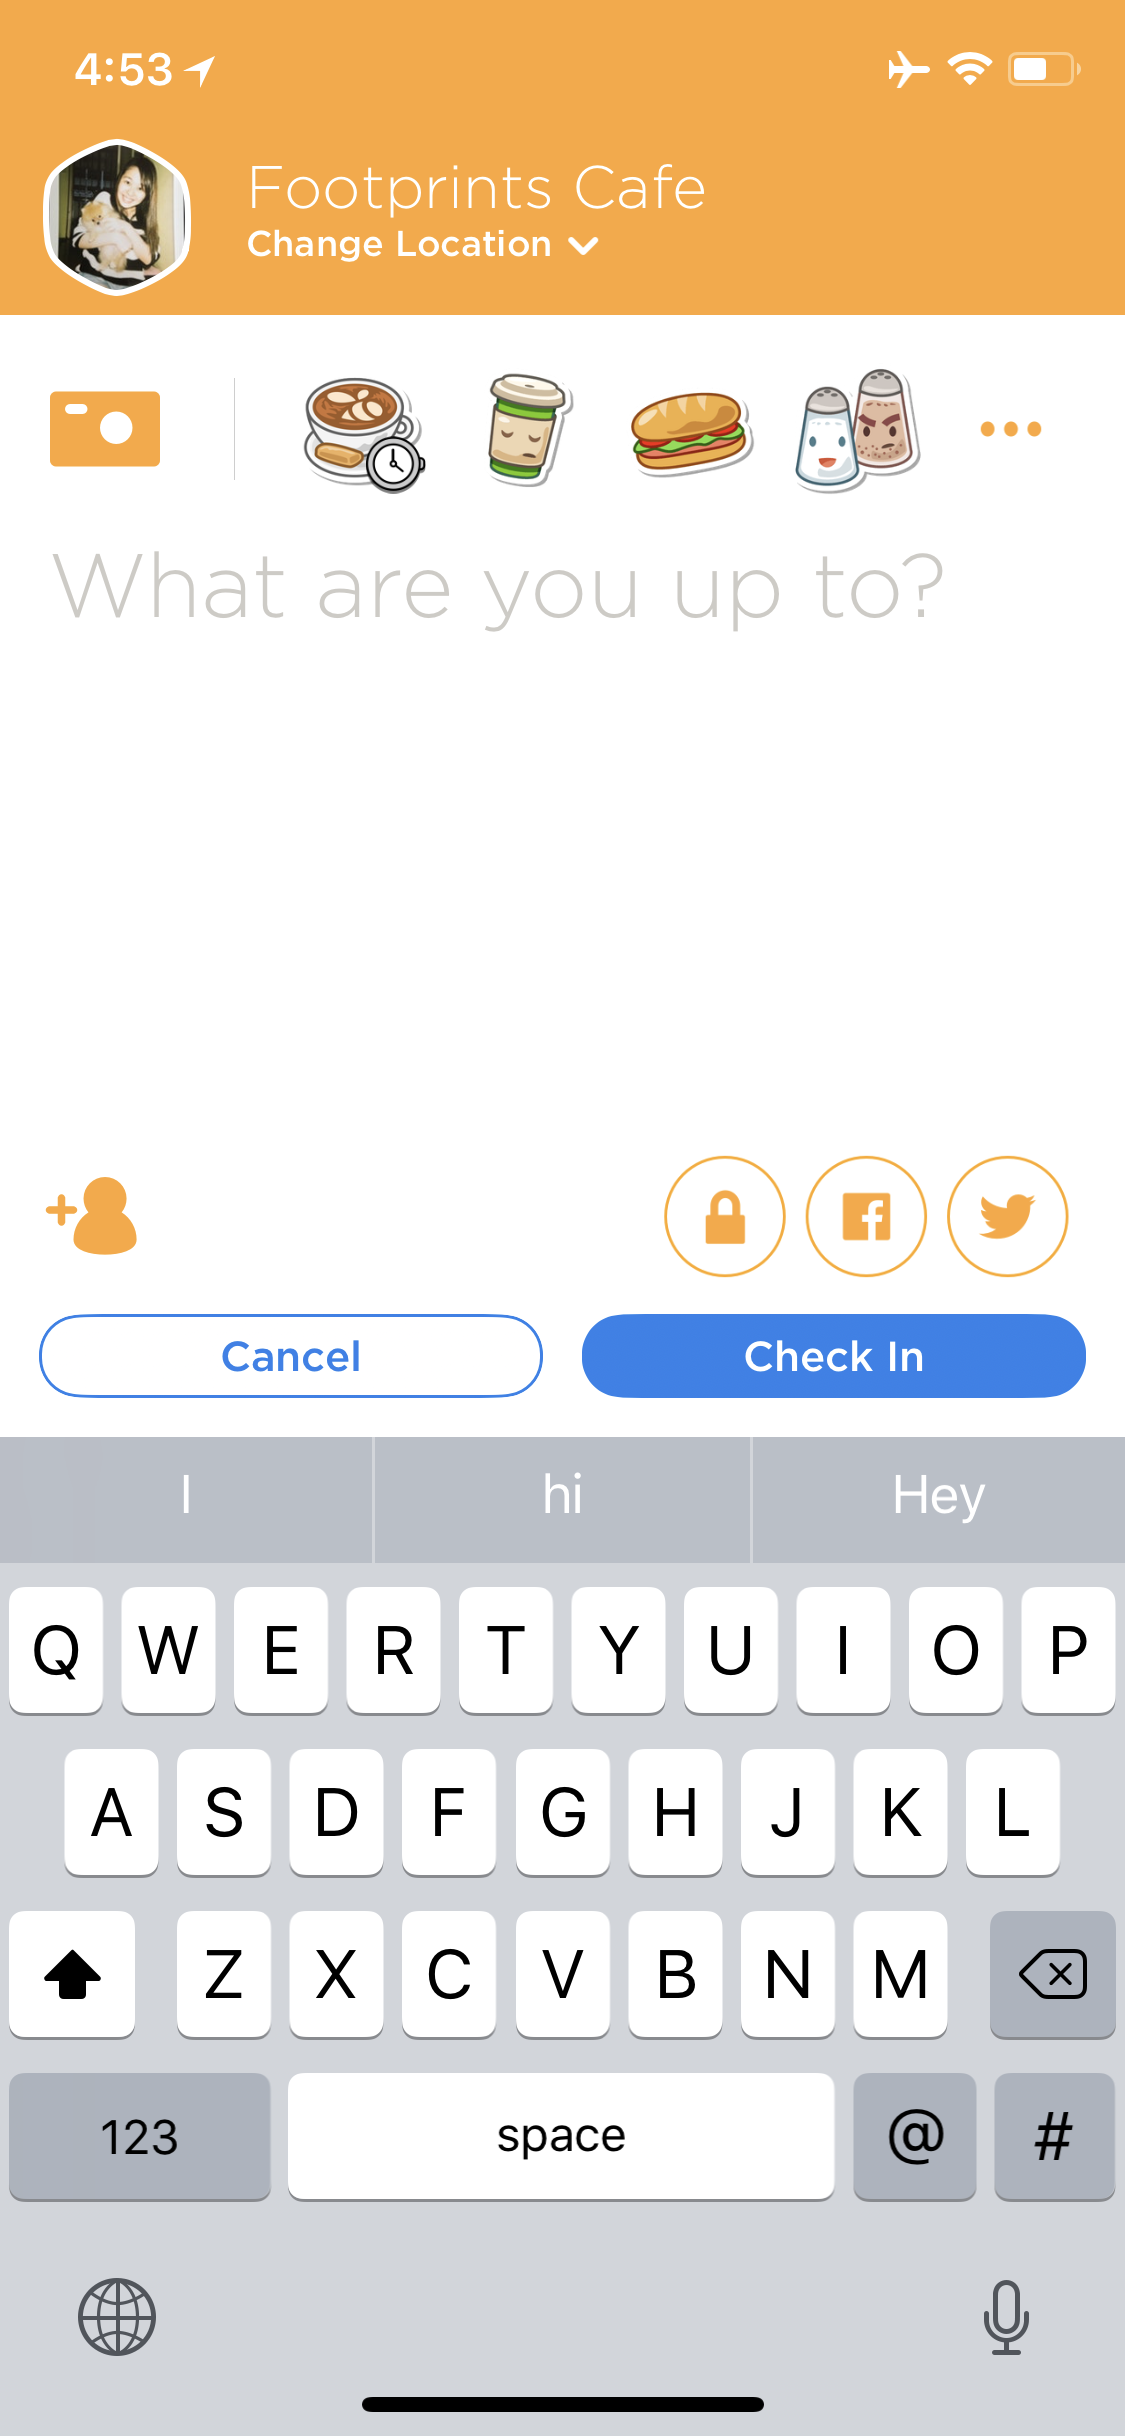 4:53
Footprints Cafe
Change Location
What are you up to?
Cancel
Check In
I
hi
Hey
Q W E R T Y U I O P
A S D F G H J K L
Z X C V B N M
123
space
@
#